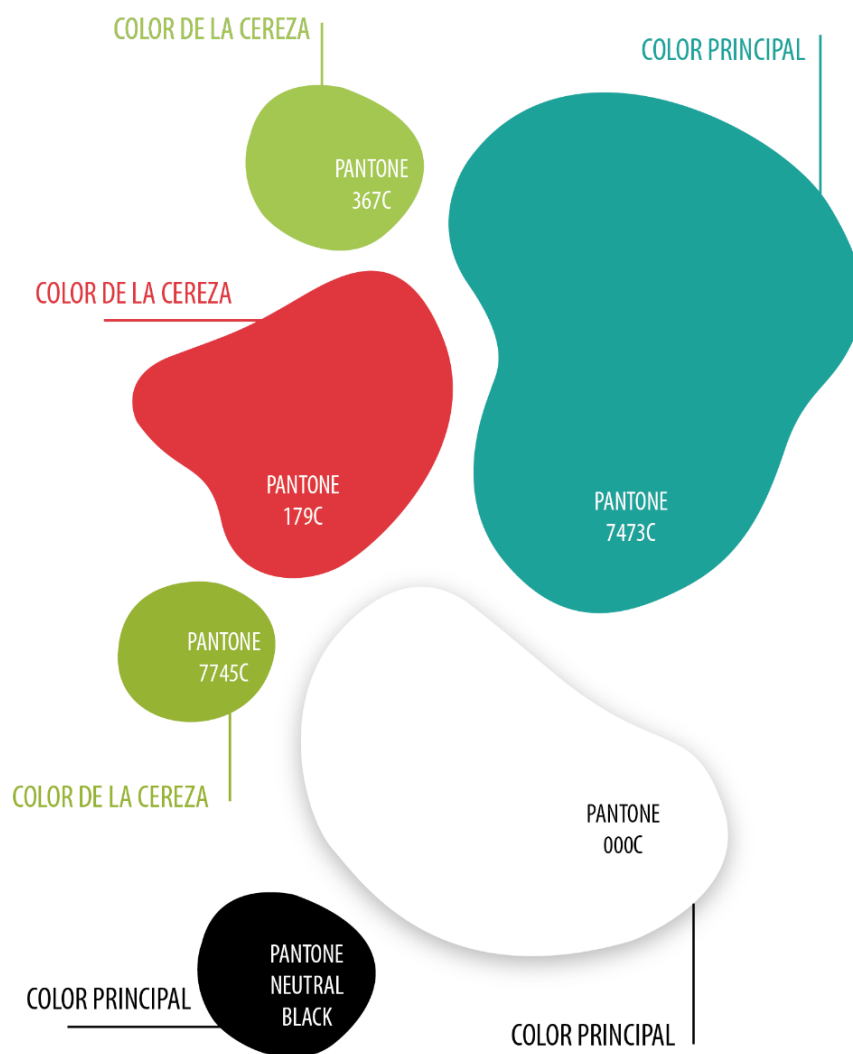 COLOR DE LA CEREZA
COLOR PRINCIPAL
PANTONE
367C
COLOR DE LA CEREZA
PANTONE
179C
PANTONE
7473C
PANTONE
7745C
COLOR DE LA CEREZA
PANTONE
000C
PANTONE
NEUTRAL
BLACK
COLOR PRINCIPAL
COLOR PRINCIPAL